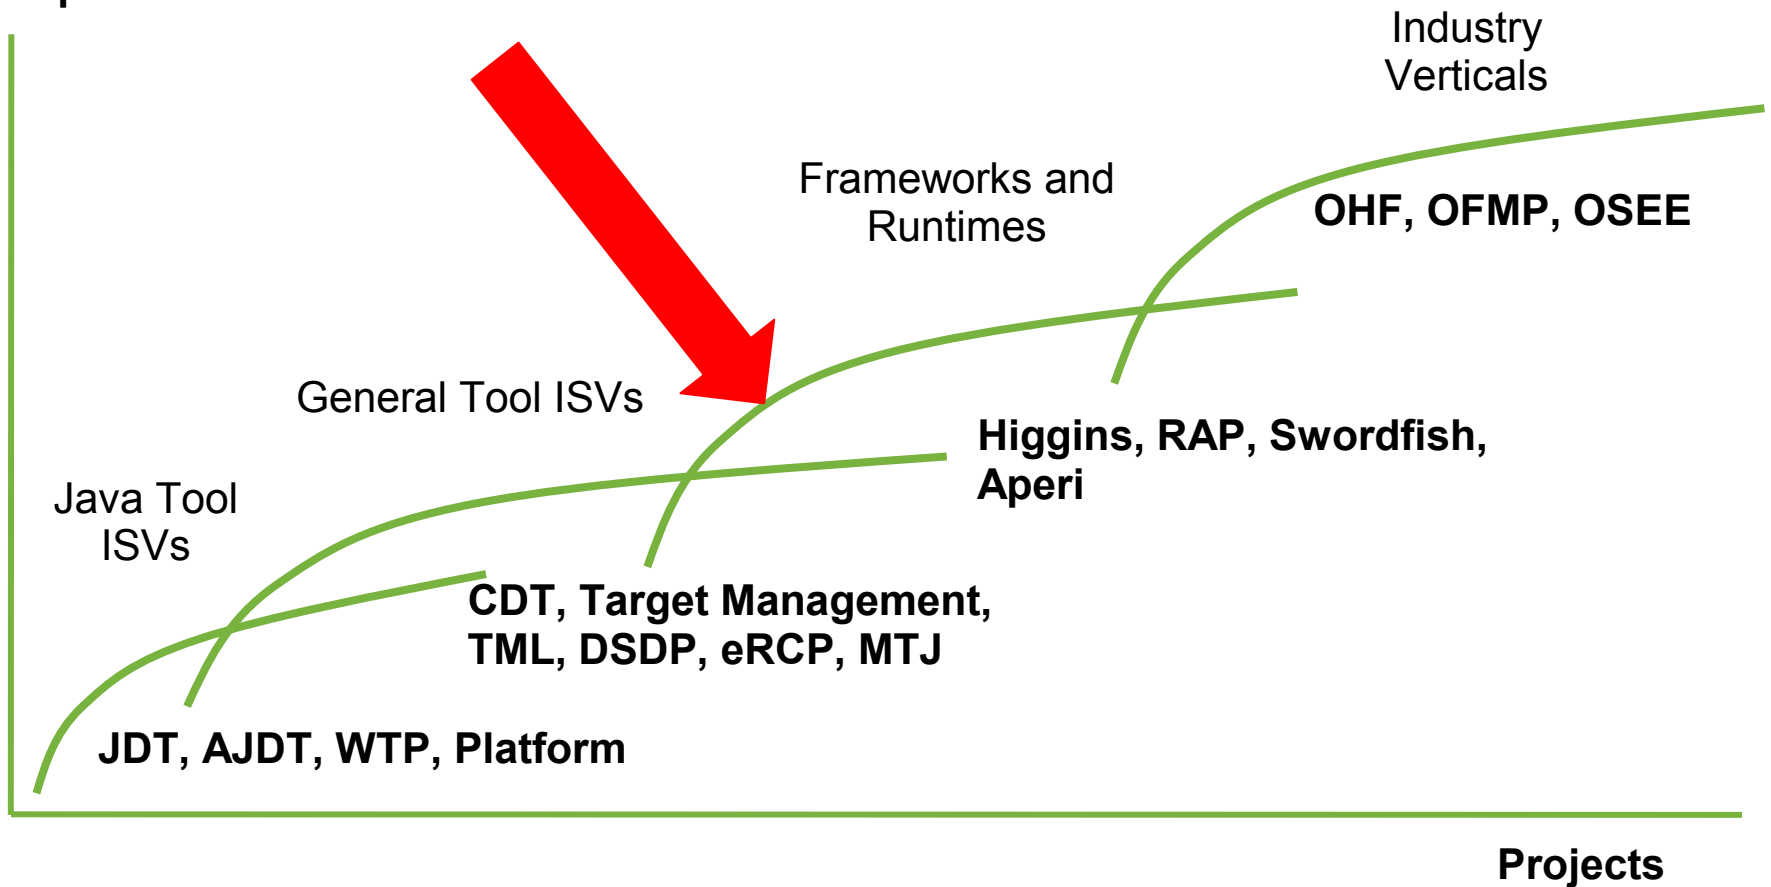 Industry
Verticals
Frameworks and
Runtimes
OHF, OFMP, OSEE
General Tool ISVs
Higgins, RAP, Swordfish,
Aperi
Java Tool
ISVs
CDT, Target Management,
TML, DSDP, eRCP, MTJ
JDT, AJDT, WTP, Platform
Projects